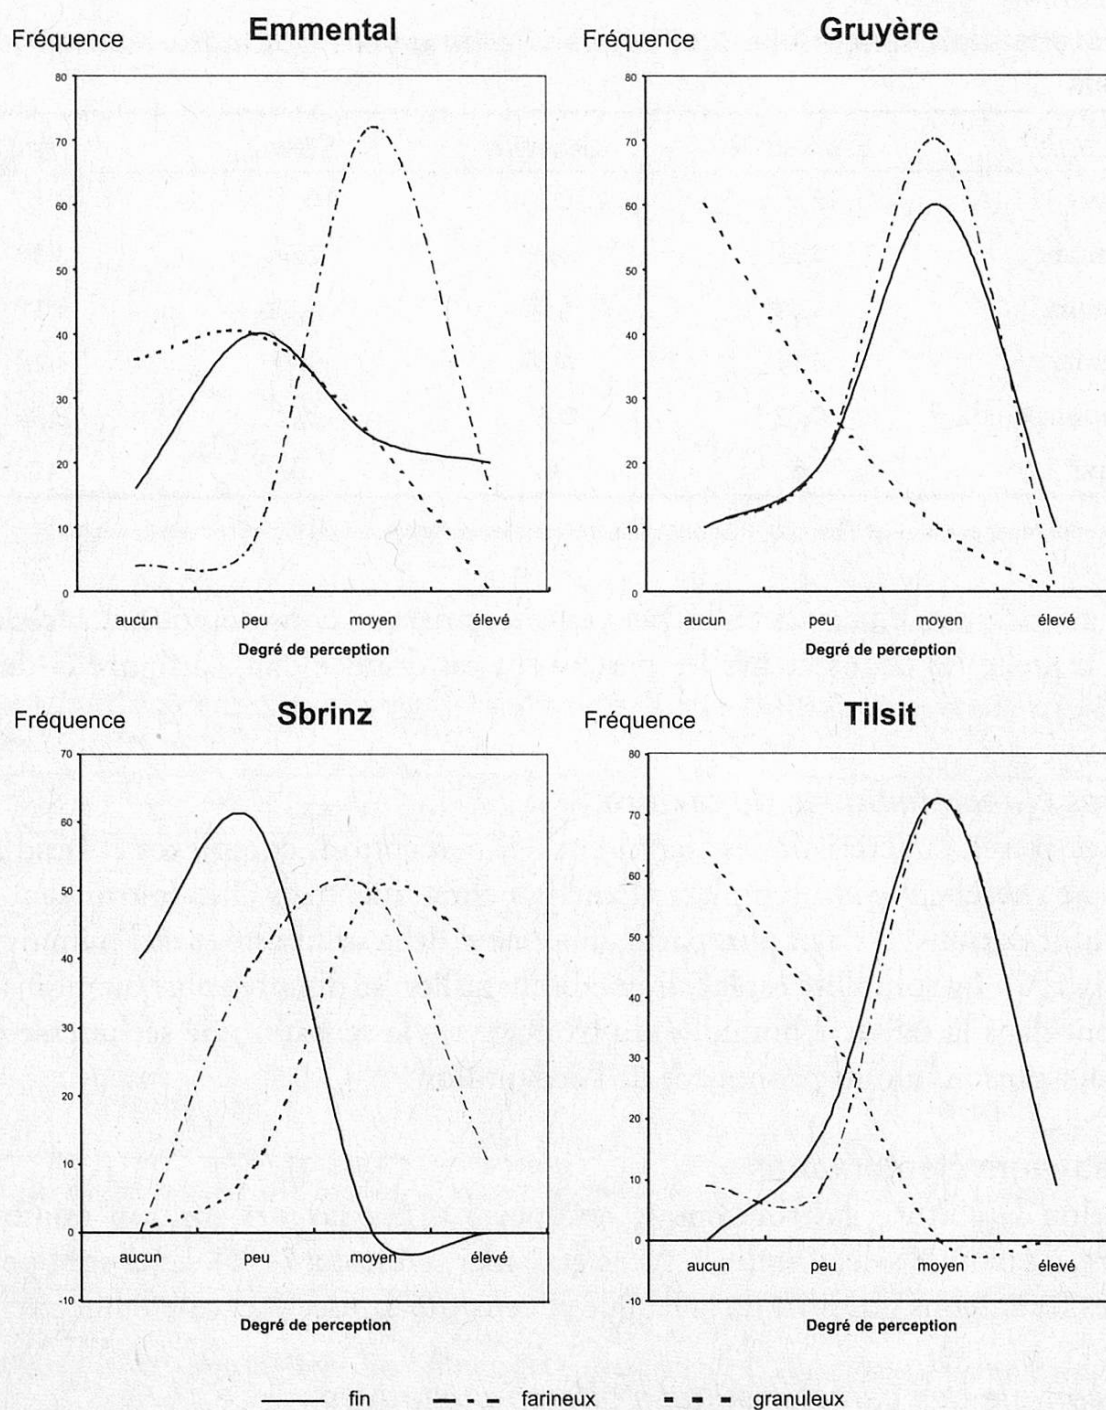 Emmental
Fréquence
80
70
60
50
40
30
20
10
0
aucun peu moyen élevé
Degré de perception
Gruyère
Fréquence
80
70
60
50
40
30
20
10
0
aucun peu moyen élevé
Degré de perception
Sbrinz
Fréquence
70
60
50
40
30
20
10
0
-10
aucun peu moyen élevé
Degré de perception
Tilsit
Fréquence
80
70
60
50
40
30
20
10
0
-10
aucun peu moyen élevé
Degré de perception
fin farineux granuleux